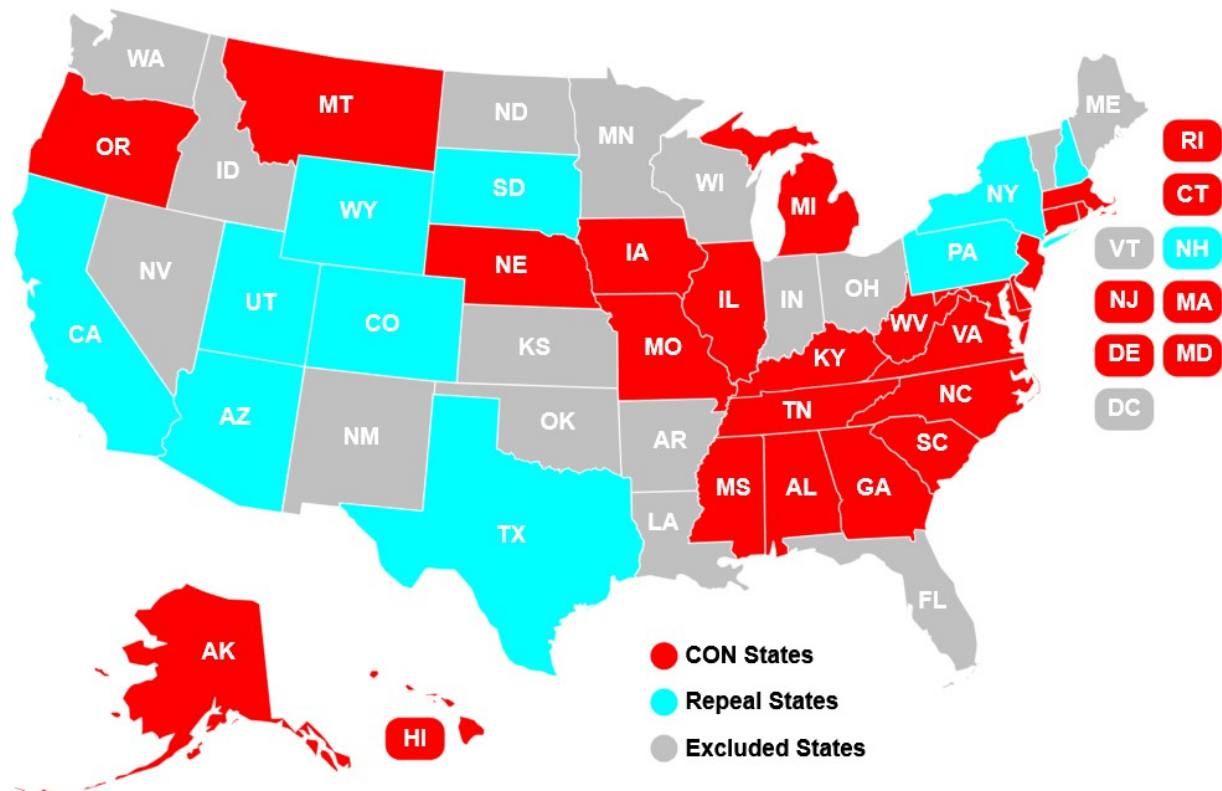 WA
MT
ND
MN
ME
OR
ID
SD
WI
MI
NY
RI
WY
CT
NV
NE
IA
PA
VT
NH
UT
CO
IL
IN
OH
NJ
MA
CA
KS
MO
KY
WV
VA
DE
MD
AZ
NM
OK
AR
TN
NC
DC
SC
MS
AL
GA
TX
LA
FL
AK
HI
CON States
Repeal States
Excluded States